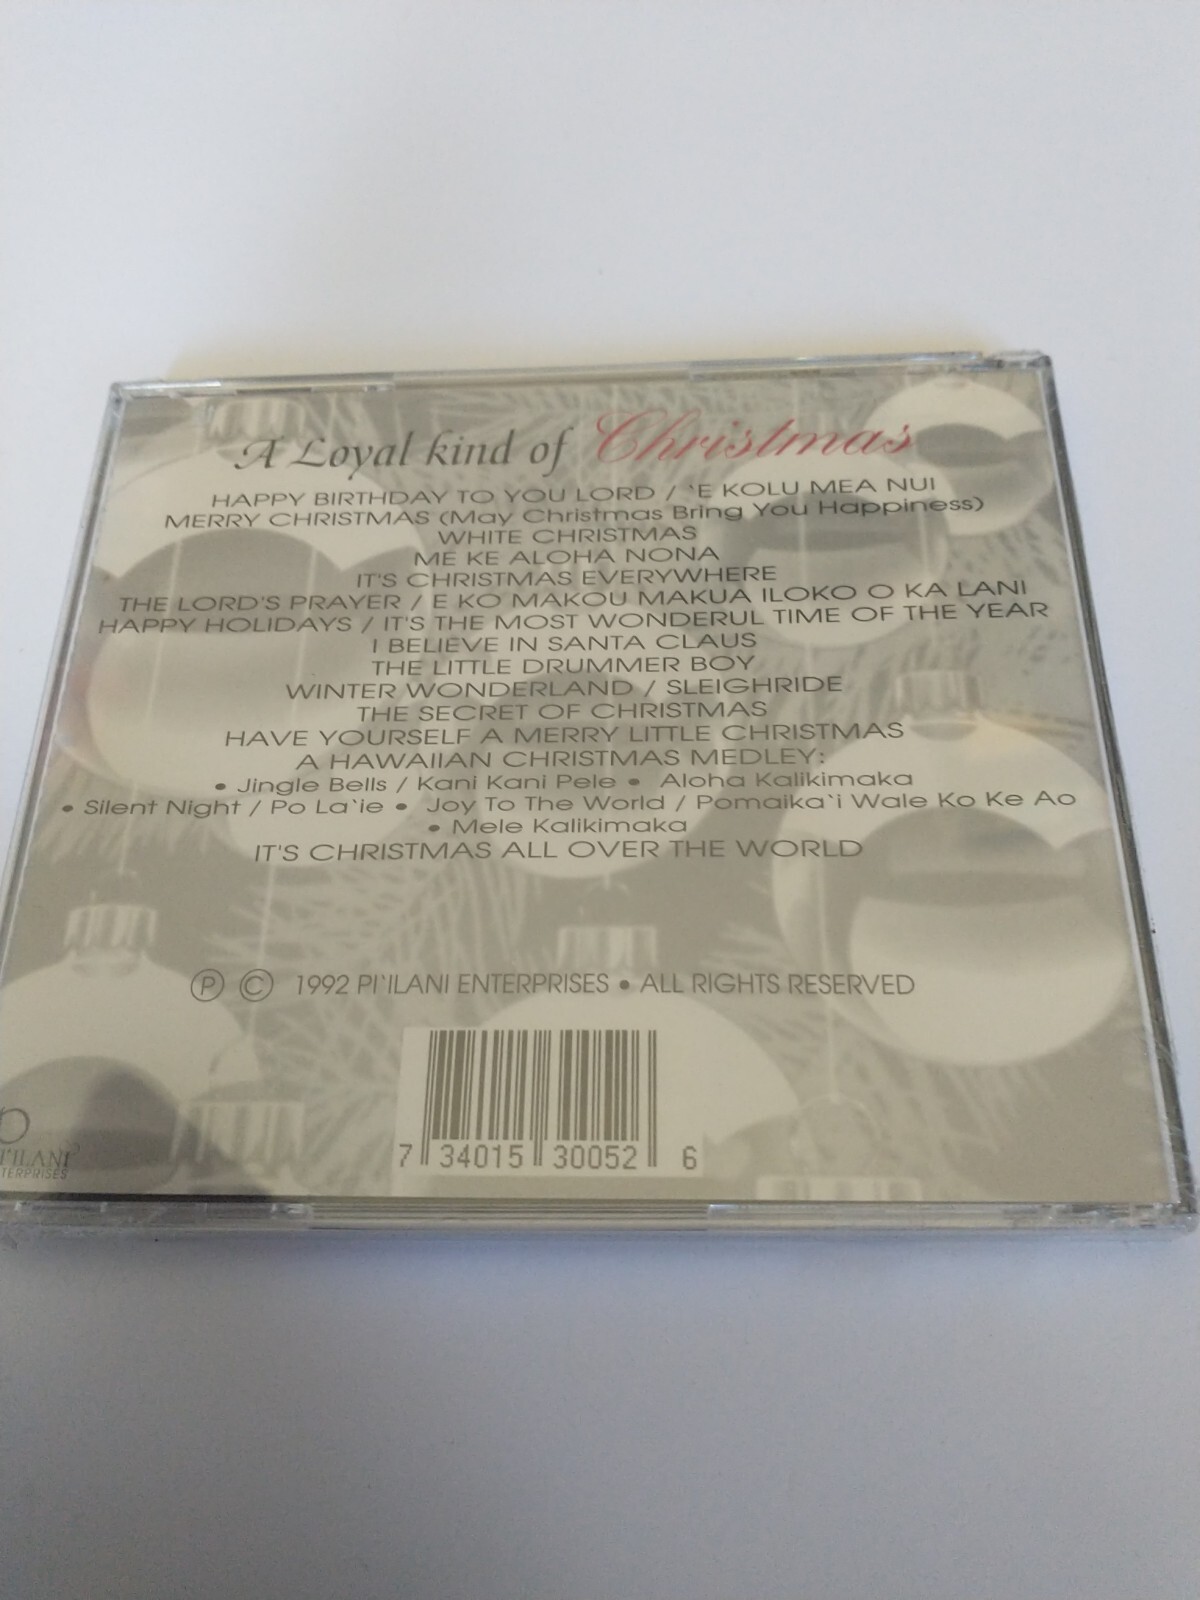 A Loyal kind of Christmas
HAPPY BIRTHDAY TO YOU LORD / `E KOLU MEA NUI
MERRY CHRISTMAS (May Christmas Bring You Happiness)
WHITE CHRISTMAS
ME KE ALOHA NONA
IT'S CHRISTMAS EVERYWHERE
THE LORD'S PRAYER / E KO MAKOU MAKUA ILOKO O KA LANI
HAPPY HOLIDAYS / IT'S THE MOST WONDERUL TIME OF THE YEAR
I BELIEVE IN SANTA CLAUS
THE LITTLE DRUMMER BOY
WINTER WONDERLAND / SLEIGHRIDE
THE SECRET OF CHRISTMAS
HAVE YOURSELF A MERRY LITTLE CHRISTMAS
A HAWAIIAN CHRISTMAS MEDLEY:
• Jingle Bells / Kani Kani Pele • Aloha Kalikimaka
• Silent Night / Po La`ie • Joy To The World / Pomaika`i Wale Ko Ke Ao
• Mele Kalikimaka
IT'S CHRISTMAS ALL OVER THE WORLD
Ⓟ © 1992 PI`ILANI ENTERPRISES • ALL RIGHTS RESERVED
7 34015 30052 6